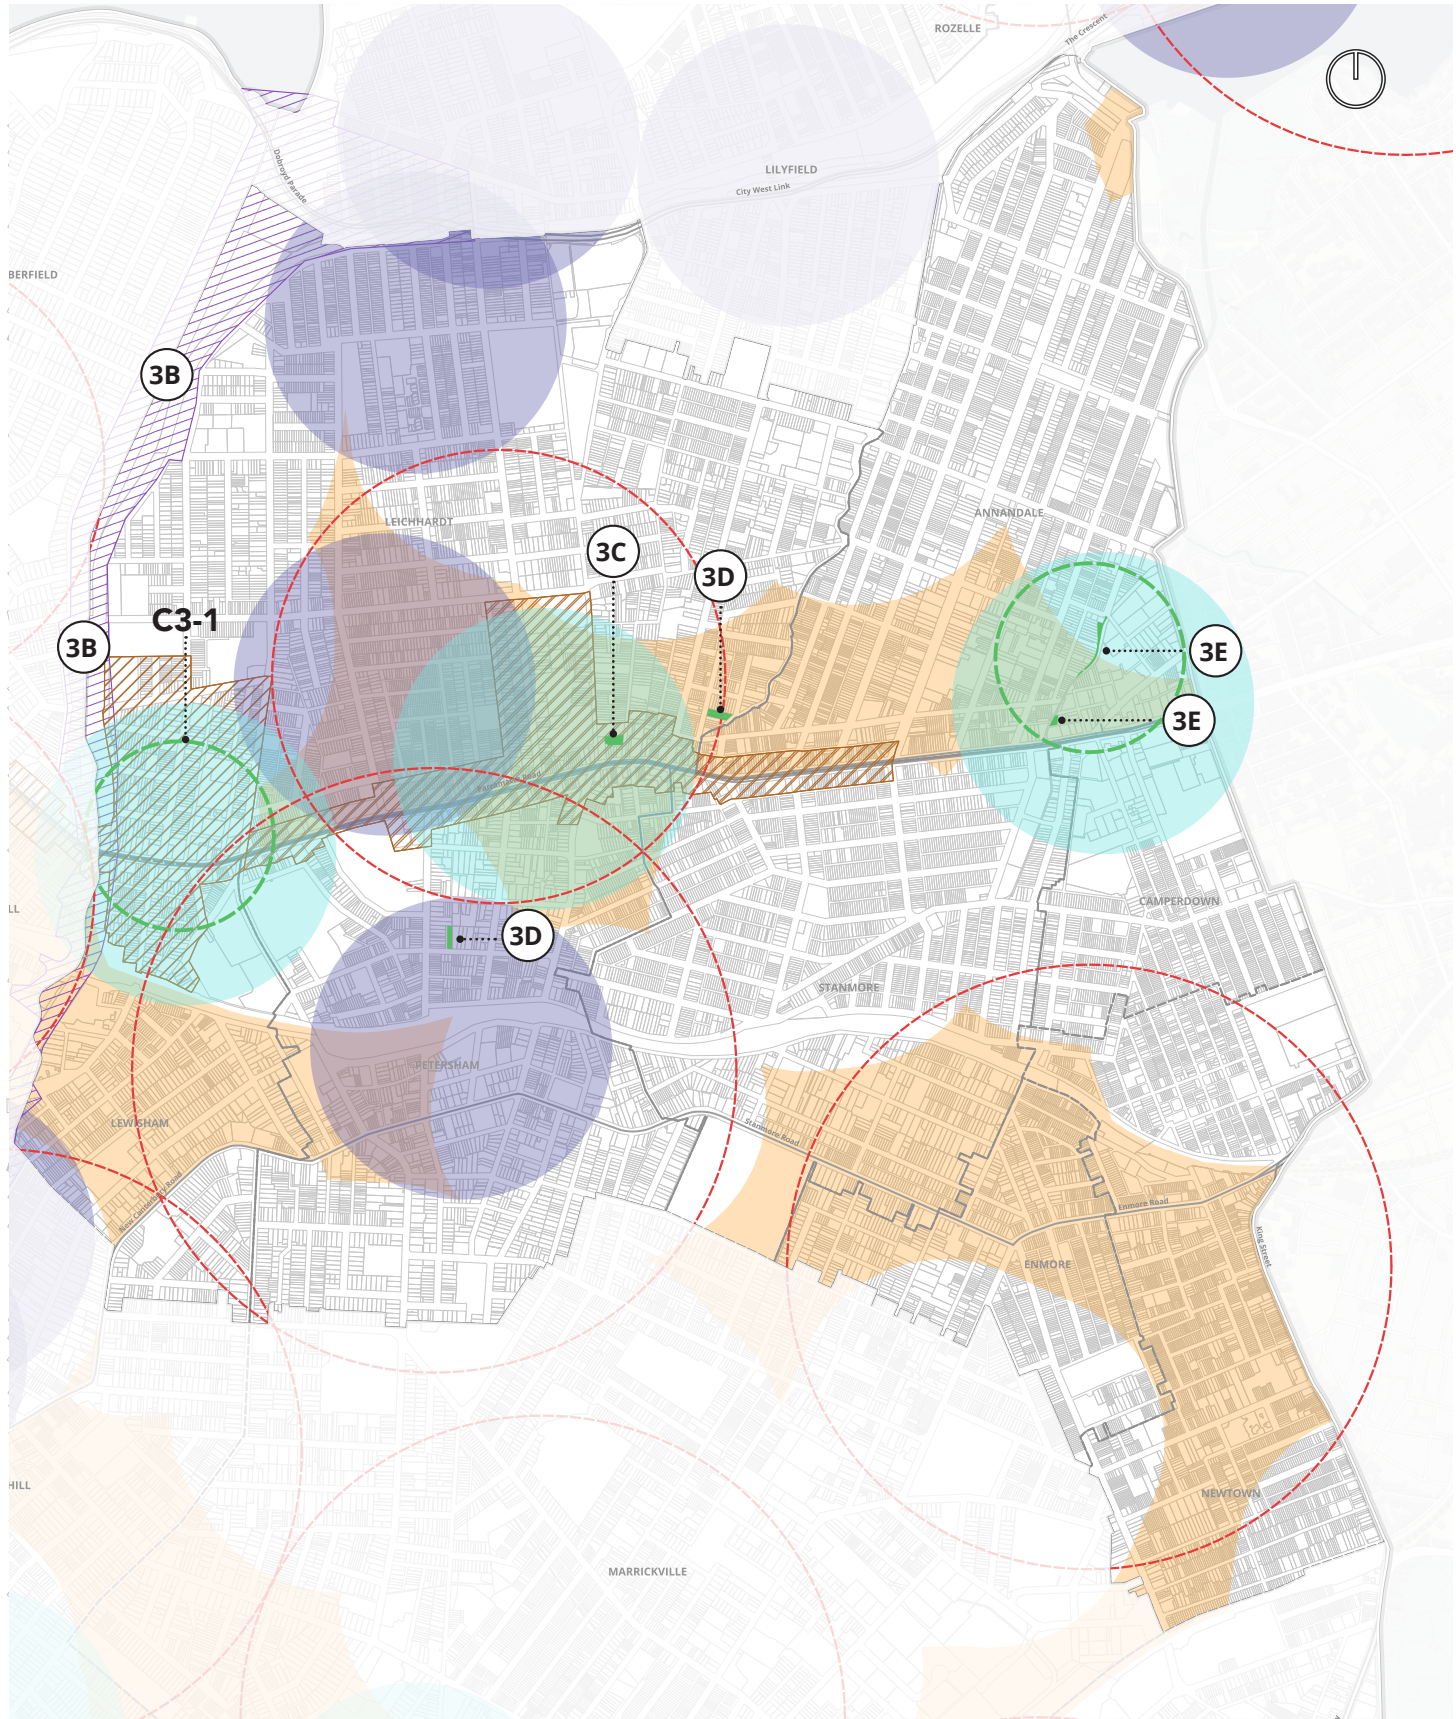 ROZELLE
The Crescent
Dobroyd Parade
LILYFIELD
City West Link
BERFIELD
3B
LEICHHARDT
ANNANDALE
3C
3D
C3-1
3B
3E
3E
Parramatta Road
CAMPERDOWN
LL
3D
STANMORE
PETERSHAM
LEWISHAM
Stanmore Road
New Canterbury Road
Enmore Road
King Street
ENMORE
HILL
NEWTOWN
MARRICKVILLE